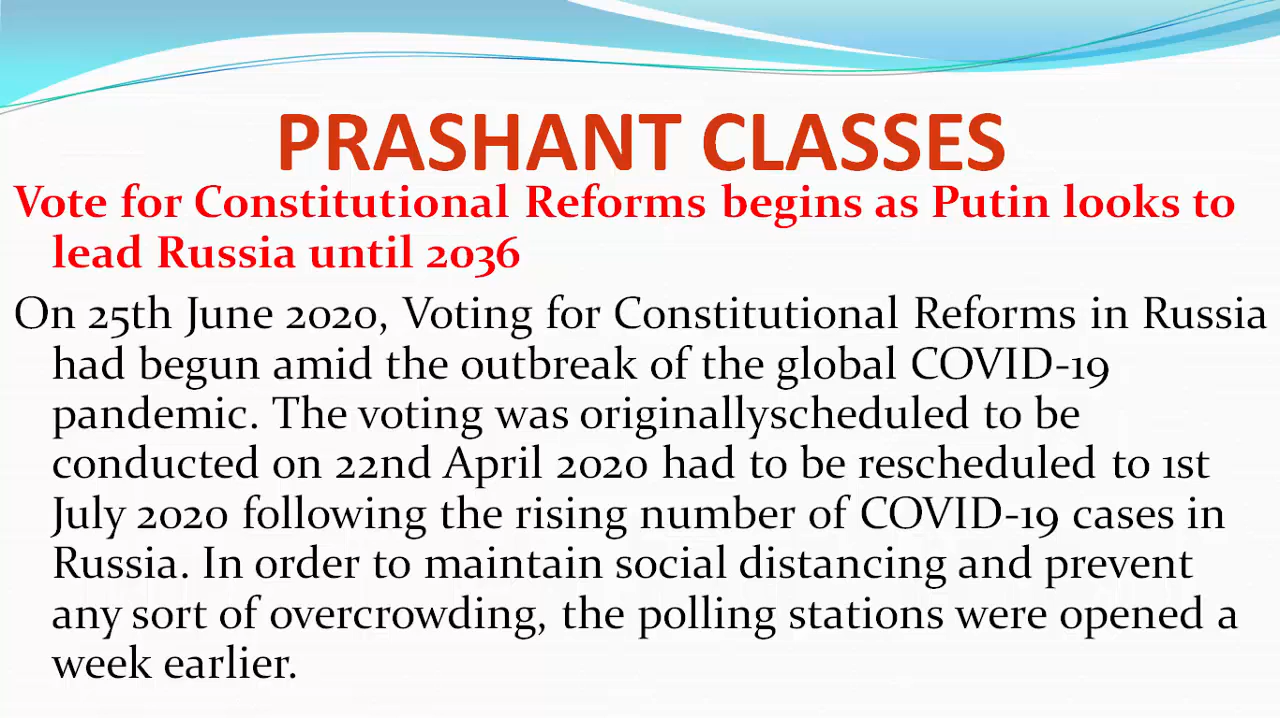 PRASHANT CLASSES
Vote for Constitutional Reforms begins as Putin looks to
lead Russia until 2036
On 25th June 2020, Voting for Constitutional Reforms in Russia
had begun amid the outbreak of the global COVID-19
pandemic. The voting was originallyscheduled to be
conducted on 22nd April 2020 had to be rescheduled to 1st
July 2020 following the rising number of COVID-19 cases in
Russia. In order to maintain social distancing and prevent
any sort of overcrowding, the polling stations were opened a
week earlier.